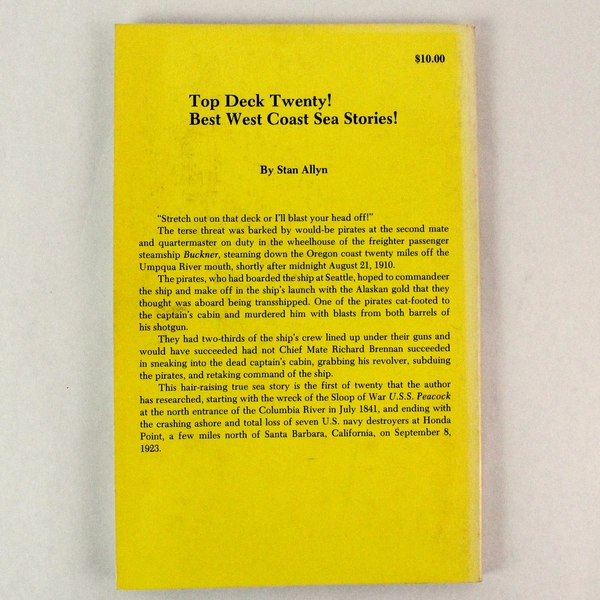 $10.00
Top Deck Twenty!
Best West Coast Sea Stories!
By Stan Allyn
"Stretch out on that deck or I'll blast your head off!"
The terse threat was barked by would-be pirates at the second mate
and quartermaster on duty in the wheelhouse of the freighter passenger
steamship Buckner, steaming down the Oregon coast twenty miles off the
Umpqua River mouth, shortly after midnight August 21, 1910.
The pirates, who had boarded the ship at Seattle, hoped to commandeer
the ship and make off in the ship's launch with the Alaskan gold that they
thought was aboard being transshipped. One of the pirates cat-footed to
the captain's cabin and murdered him with blasts from both barrels of
his shotgun.
They had two-thirds of the ship's crew lined up under their guns and
would have succeeded had not Chief Mate Richard Brennan succeeded
in sneaking into the dead captain's cabin, grabbing his revolver, subduing
the pirates, and retaking command of the ship.
This hair-raising true sea story is the first of twenty that the author
has researched, starting with the wreck of the Sloop of War U.S.S. Peacock
at the north entrance of the Columbia River in July 1841, and ending with
the crashing ashore and total loss of seven U.S. navy destroyers at Honda
Point, a few miles north of Santa Barbara, California, on September 8,
1923.